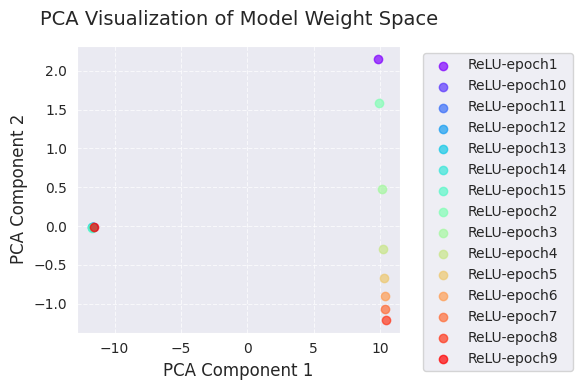 PCA Visualization of Model Weight Space
PCA Component 2
2.0
1.5
1.0
0.5
0.0
−0.5
−1.0
−10
−5
0
5
10
PCA Component 1
ReLU-epoch1
ReLU-epoch10
ReLU-epoch11
ReLU-epoch12
ReLU-epoch13
ReLU-epoch14
ReLU-epoch15
ReLU-epoch2
ReLU-epoch3
ReLU-epoch4
ReLU-epoch5
ReLU-epoch6
ReLU-epoch7
ReLU-epoch8
ReLU-epoch9